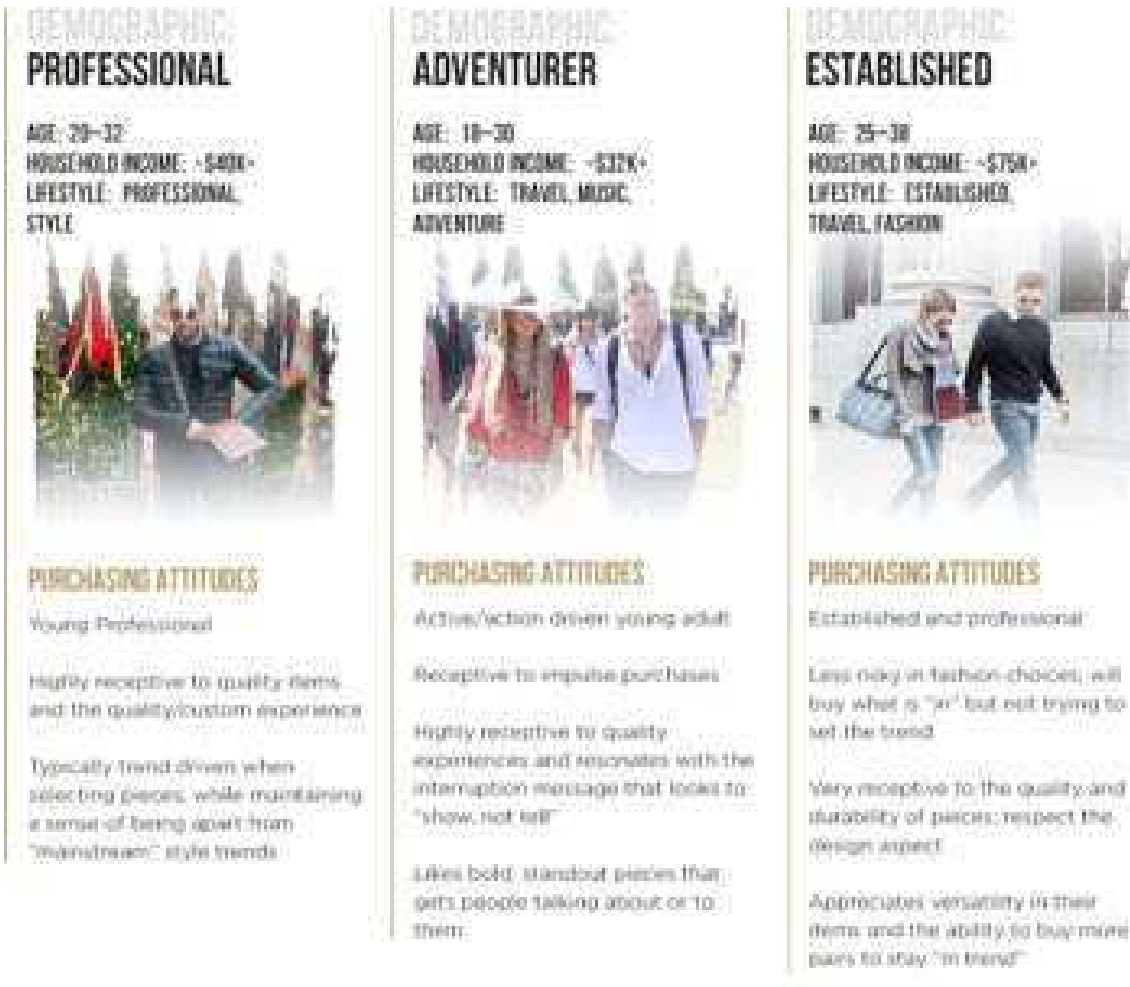 DEMOGRAPHIC:
PROFESSIONAL
AGE: 20–32
HOUSEHOLD INCOME: ~$40K+
LIFESTYLE: PROFESSIONAL,
STYLE
PURCHASING ATTITUDES
Young Professional
Highly receptive to quality items
and the quality/custom experience
Typically trend driven when
selecting pieces, while maintaining
a sense of being apart from
"mainstream" style trends
DEMOGRAPHIC:
ADVENTURER
AGE: 18–30
HOUSEHOLD INCOME: ~$32K+
LIFESTYLE: TRAVEL, MUSIC,
ADVENTURE
PURCHASING ATTITUDES
Active/action driven young adult
Receptive to impulse purchases
Highly receptive to quality
experiences and resonates with the
interruption message that looks to
"show, not tell"
Likes bold, standout pieces that
gets people talking about or to
them.
DEMOGRAPHIC:
ESTABLISHED
AGE: 25–38
HOUSEHOLD INCOME: ~$75K+
LIFESTYLE: ESTABLISHED,
TRAVEL, FASHION
PURCHASING ATTITUDES
Established and professional
Less risky in fashion choices, will
buy what is "in" but not trying to
set the trend
Very receptive to the quality and
durability of pieces; respect the
design aspect
Appreciates versatility in their
items and the ability to buy more
pairs to stay "in trend"